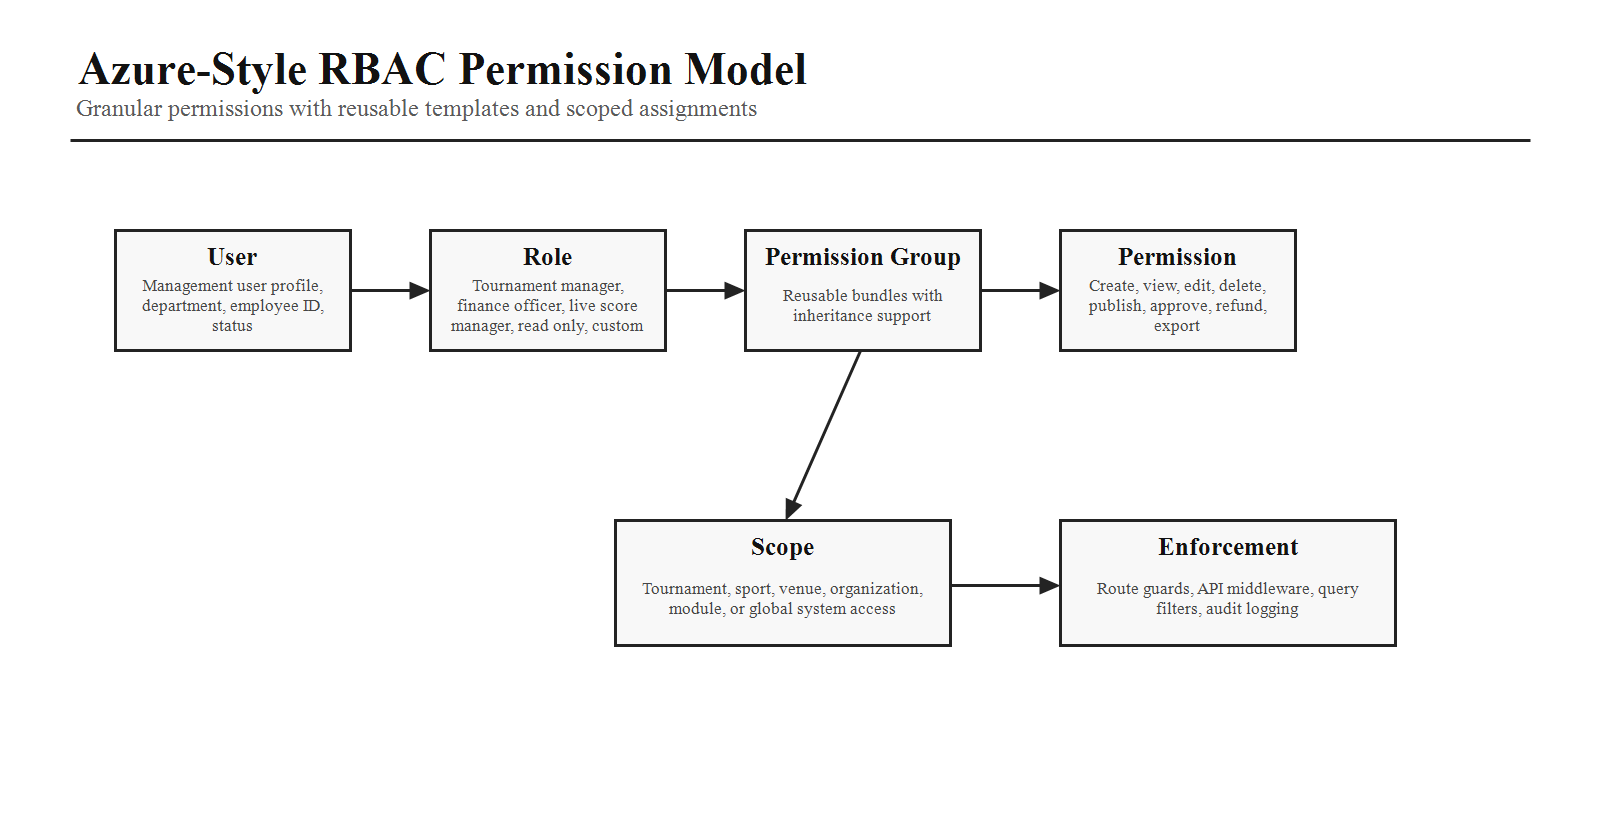 Azure-Style RBAC Permission Model
Granular permissions with reusable templates and scoped assignments
User
Management user profile,
department, employee ID,
status
Role
Tournament manager,
finance officer, live score
manager, read only, custom
Permission Group
Reusable bundles with
inheritance support
Permission
Create, view, edit, delete,
publish, approve, refund,
export
Scope
Tournament, sport, venue, organization,
module, or global system access
Enforcement
Route guards, API middleware, query
filters, audit logging